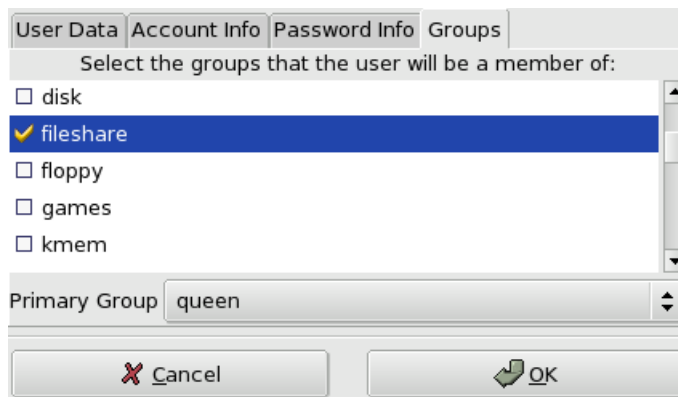 User Data Account Info Password Info Groups
Select the groups that the user will be a member of:
disk
fileshare
floppy
games
kmem
Primary Group queen
Cancel OK